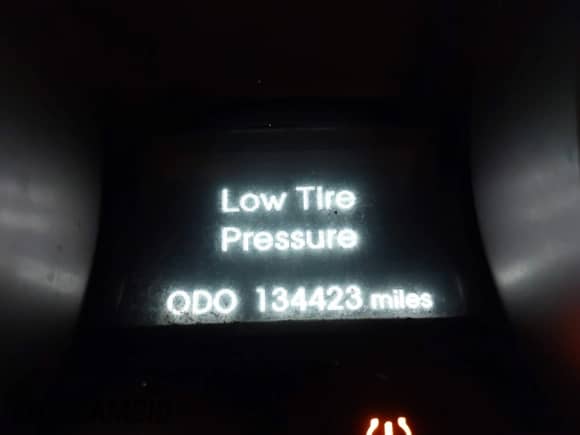 Low Tire
Pressure
ODO 134423 miles